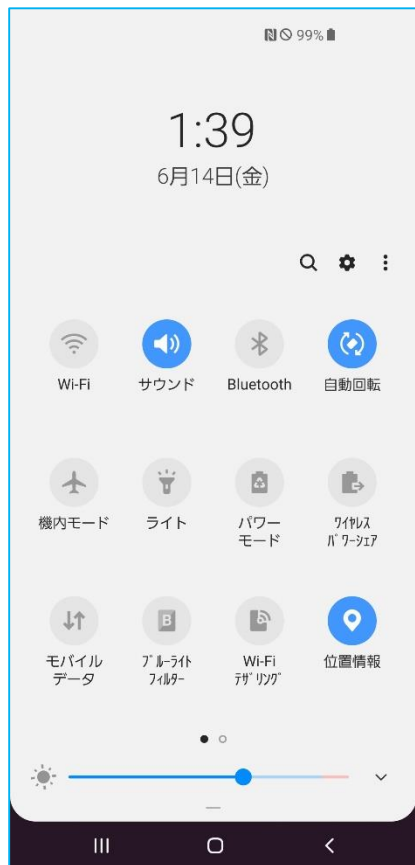 99%
1:39
6月14日(金)
Wi-Fi
サウンド
Bluetooth
自動回転
機内モード
ライト
パワー
モード
ﾜｲﾔﾚｽ
ﾊﾟﾜｰｼｪｱ
モバイル
データ
ﾌﾞﾙｰﾗｲﾄ
ﾌｨﾙﾀｰ
Wi-Fi
ﾃｻﾞﾘﾝｸﾞ
位置情報